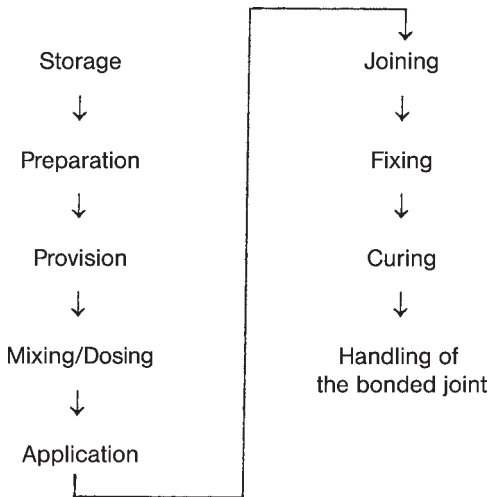 Storage
Preparation
Provision
Mixing/Dosing
Application
Joining
Fixing
Curing
Handling of
the bonded joint